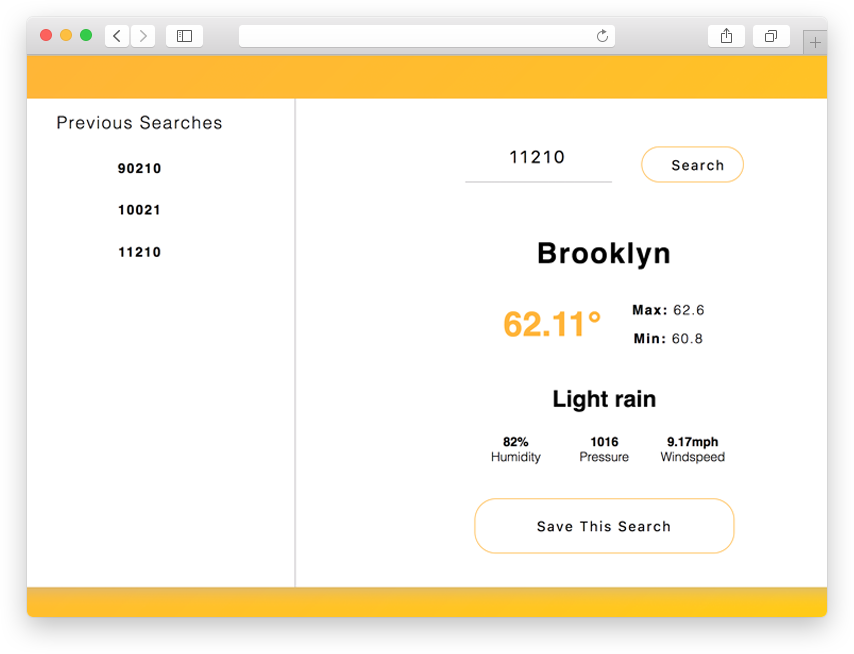 Previous Searches
90210
10021
11210
11210
Search
Brooklyn
62.11°
Max: 62.6
Min: 60.8
Light rain
82% 1016 9.17mph
Humidity Pressure Windspeed
Save This Search